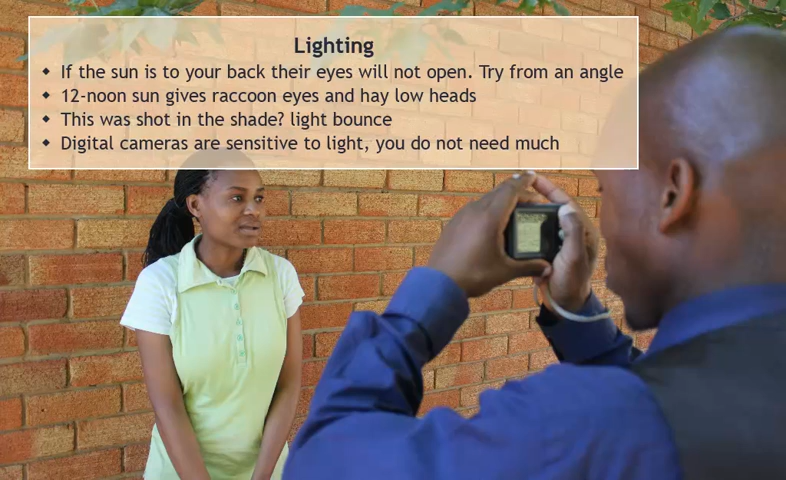 Lighting
◆ If the sun is to your back their eyes will not open. Try from an angle
◆ 12-noon sun gives raccoon eyes and hay low heads
◆ This was shot in the shade? light bounce
◆ Digital cameras are sensitive to light, you do not need much